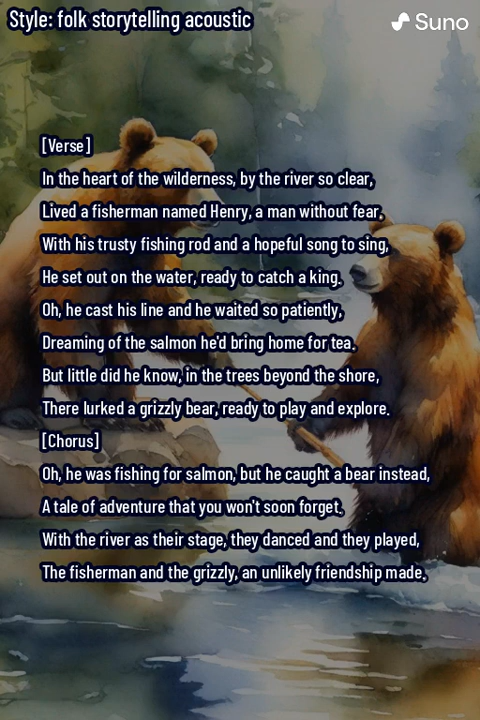 Style: folk storytelling acoustic
Suno
[Verse]
In the heart of the wilderness, by the river so clear,
Lived a fisherman named Henry, a man without fear.
With his trusty fishing rod and a hopeful song to sing,
He set out on the water, ready to catch a king.
Oh, he cast his line and he waited so patiently,
Dreaming of the salmon he'd bring home for tea.
But little did he know, in the trees beyond the shore,
There lurked a grizzly bear, ready to play and explore.
[Chorus]
Oh, he was fishing for salmon, but he caught a bear instead,
A tale of adventure that you won't soon forget.
With the river as their stage, they danced and they played,
The fisherman and the grizzly, an unlikely friendship made.